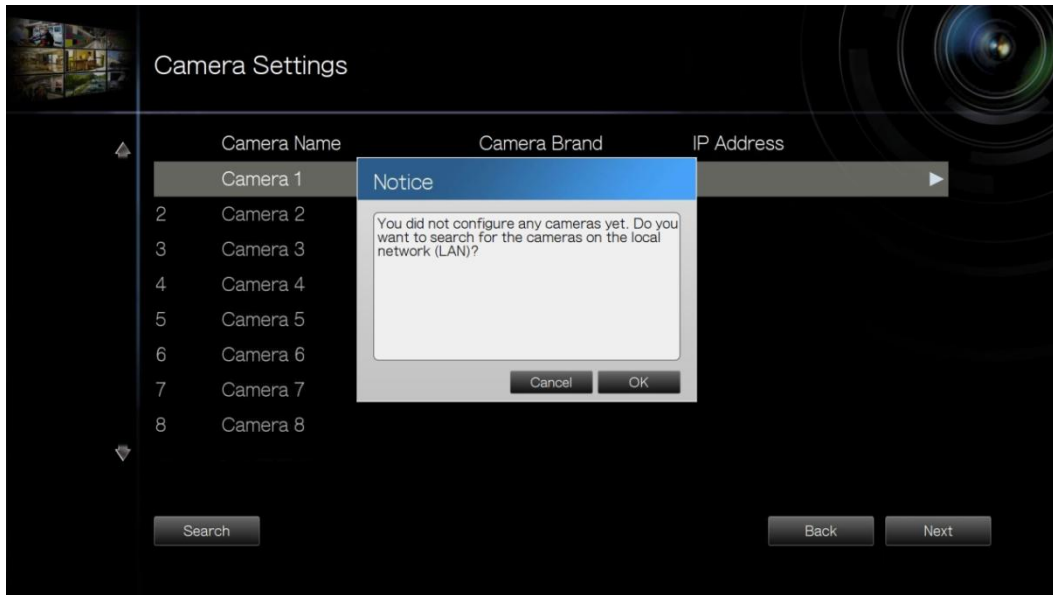 Camera Settings
Camera Name Camera Brand IP Address
Camera 1
Notice
You did not configure any cameras yet. Do you
want to search for the cameras on the local
network (LAN)?
Cancel OK
2 Camera 2
3 Camera 3
4 Camera 4
5 Camera 5
6 Camera 6
7 Camera 7
8 Camera 8
Search Back Next